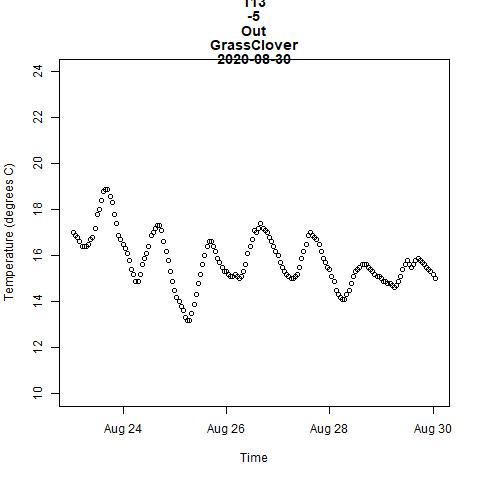 113
-5
Out
GrassClover
2020-08-30
Temperature (degrees C)
24
22
20
18
16
14
12
10
Aug 24
Aug 26
Aug 28
Aug 30
Time